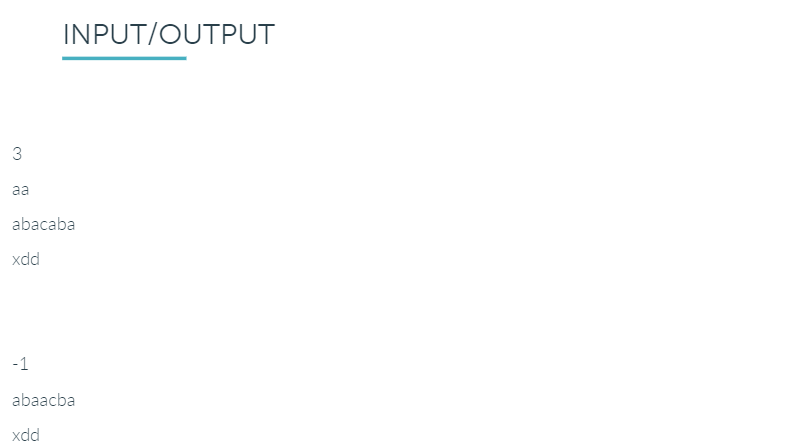 INPUT/OUTPUT
3
aa
abacaba
xdd
-1
abaacba
xdd